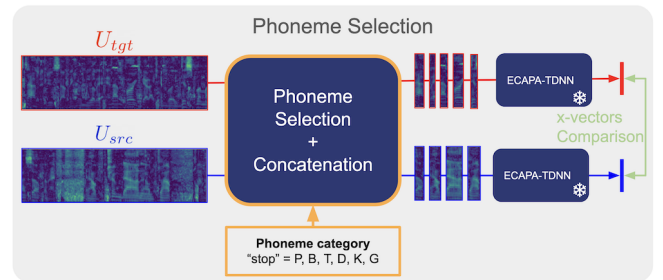 Phoneme Selection
U_tgt
U_src
Phoneme
Selection
+
Concatenation
ECAPA-TDNN
ECAPA-TDNN
x-vectors
Comparison
Phoneme category
“stop” = P, B, T, D, K, G